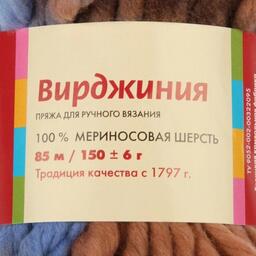 Вирджиния
ПРЯЖА ДЛЯ РУЧНОГО ВЯЗАНИЯ
100 % МЕРИНОСОВАЯ ШЕРСТЬ
85 м / 150 ± 6 г
Традиция качества с 1797 г.